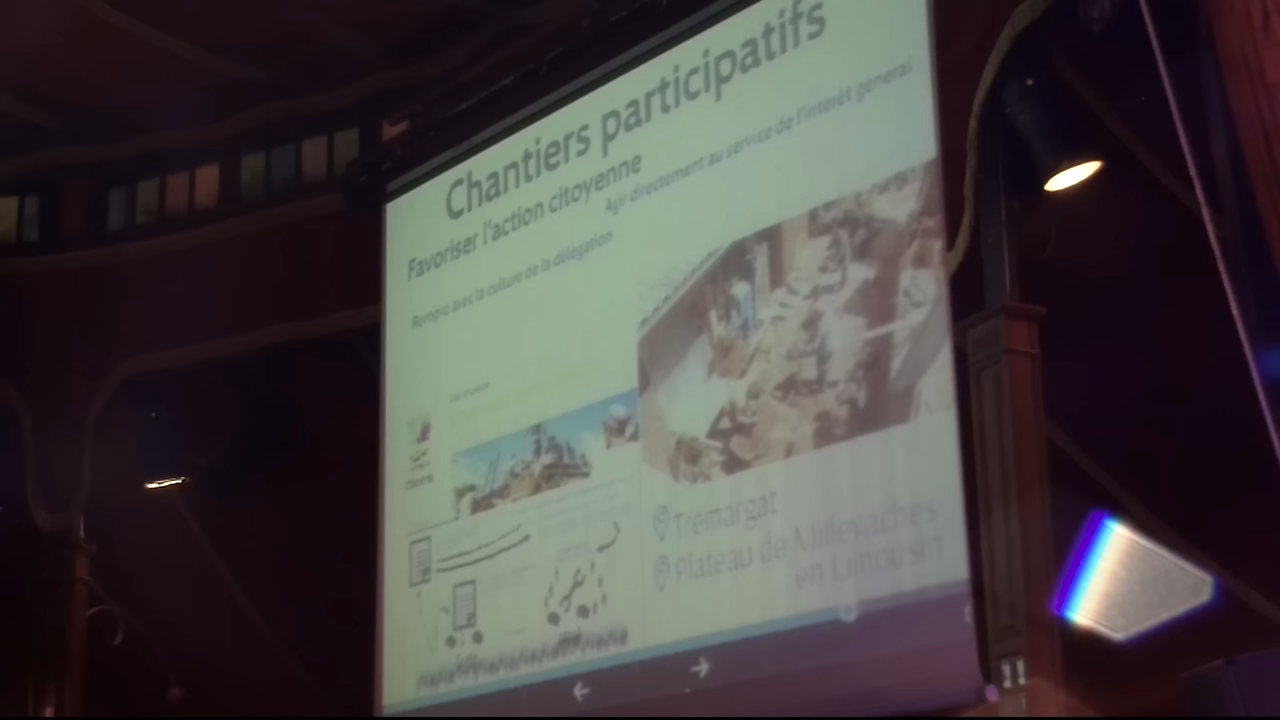 Chantiers participatifs
Favoriser l'action citoyenne
Agir directement au service de l'intérêt général
Rompre avec la culture de la délégation
Trémargat
Plateau de Millevaches
en Limousin